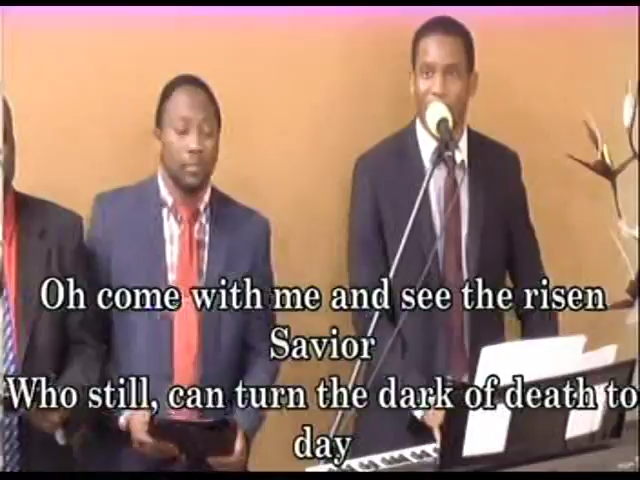 Oh come with me and see the risen
Savior
Who still, can turn the dark of death to
day